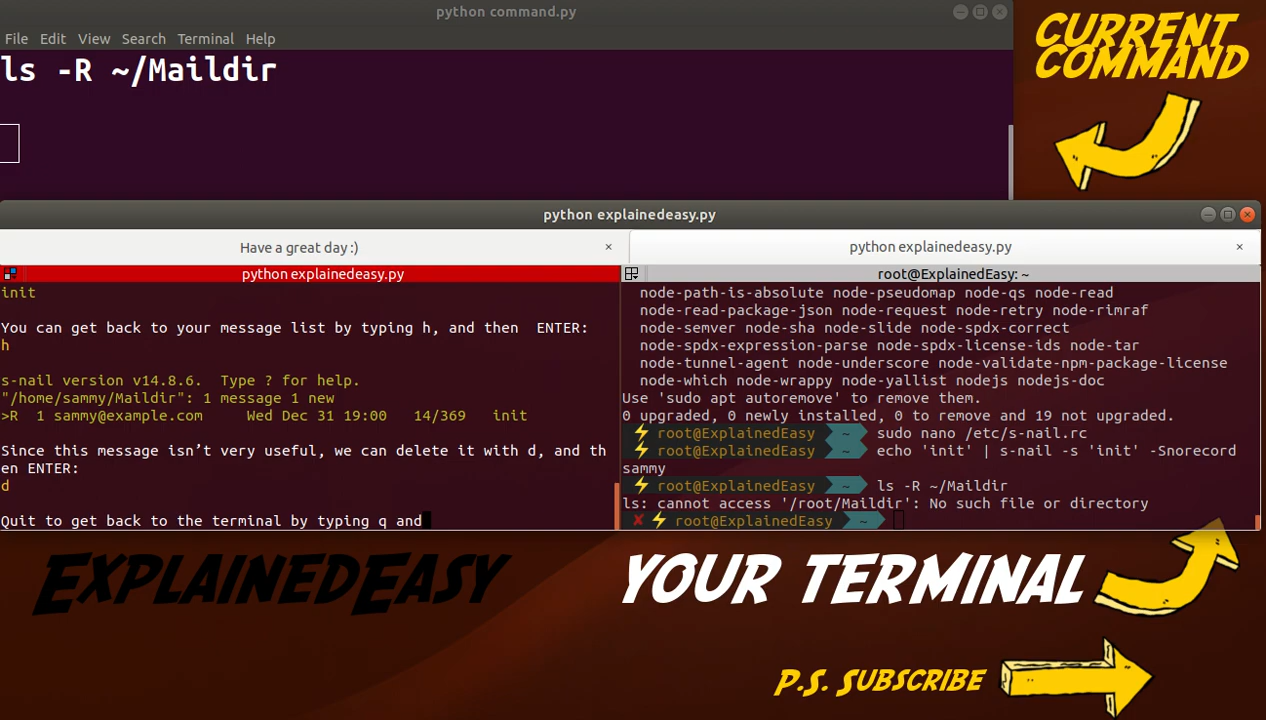 python command.py
File Edit View Search Terminal Help
ls -R ~/Maildir
CURRENT
COMMAND
python explainedeasy.py
Have a great day :)
python explainedeasy.py
python explainedeasy.py
init
You can get back to your message list by typing h, and then  ENTER:
h
s-nail version v14.8.6.  Type ? for help.
"/home/sammy/Maildir": 1 message 1 new
>R  1 sammy@example.com     Wed Dec 31 19:00   14/369   init
Since this message isn’t very useful, we can delete it with d, and th
en ENTER:
d
Quit to get back to the terminal by typing q and
root@ExplainedEasy: ~
node-path-is-absolute node-pseudomap node-qs node-read
node-read-package-json node-request node-retry node-rimraf
node-semver node-sha node-slide node-spdx-correct
node-spdx-expression-parse node-spdx-license-ids node-tar
node-tunnel-agent node-underscore node-validate-npm-package-license
node-which node-wrappy node-yallist nodejs nodejs-doc
Use 'sudo apt autoremove' to remove them.
0 upgraded, 0 newly installed, 0 to remove and 19 not upgraded.
⚡ root@ExplainedEasy ~ sudo nano /etc/s-nail.rc
⚡ root@ExplainedEasy ~ echo 'init' | s-nail -s 'init' -Snorecord
sammy
⚡ root@ExplainedEasy ~ ls -R ~/Maildir
ls: cannot access '/root/Maildir': No such file or directory
✘ ⚡ root@ExplainedEasy ~
EXPLAINEDEASY
YOUR TERMINAL
P.S. SUBSCRIBE